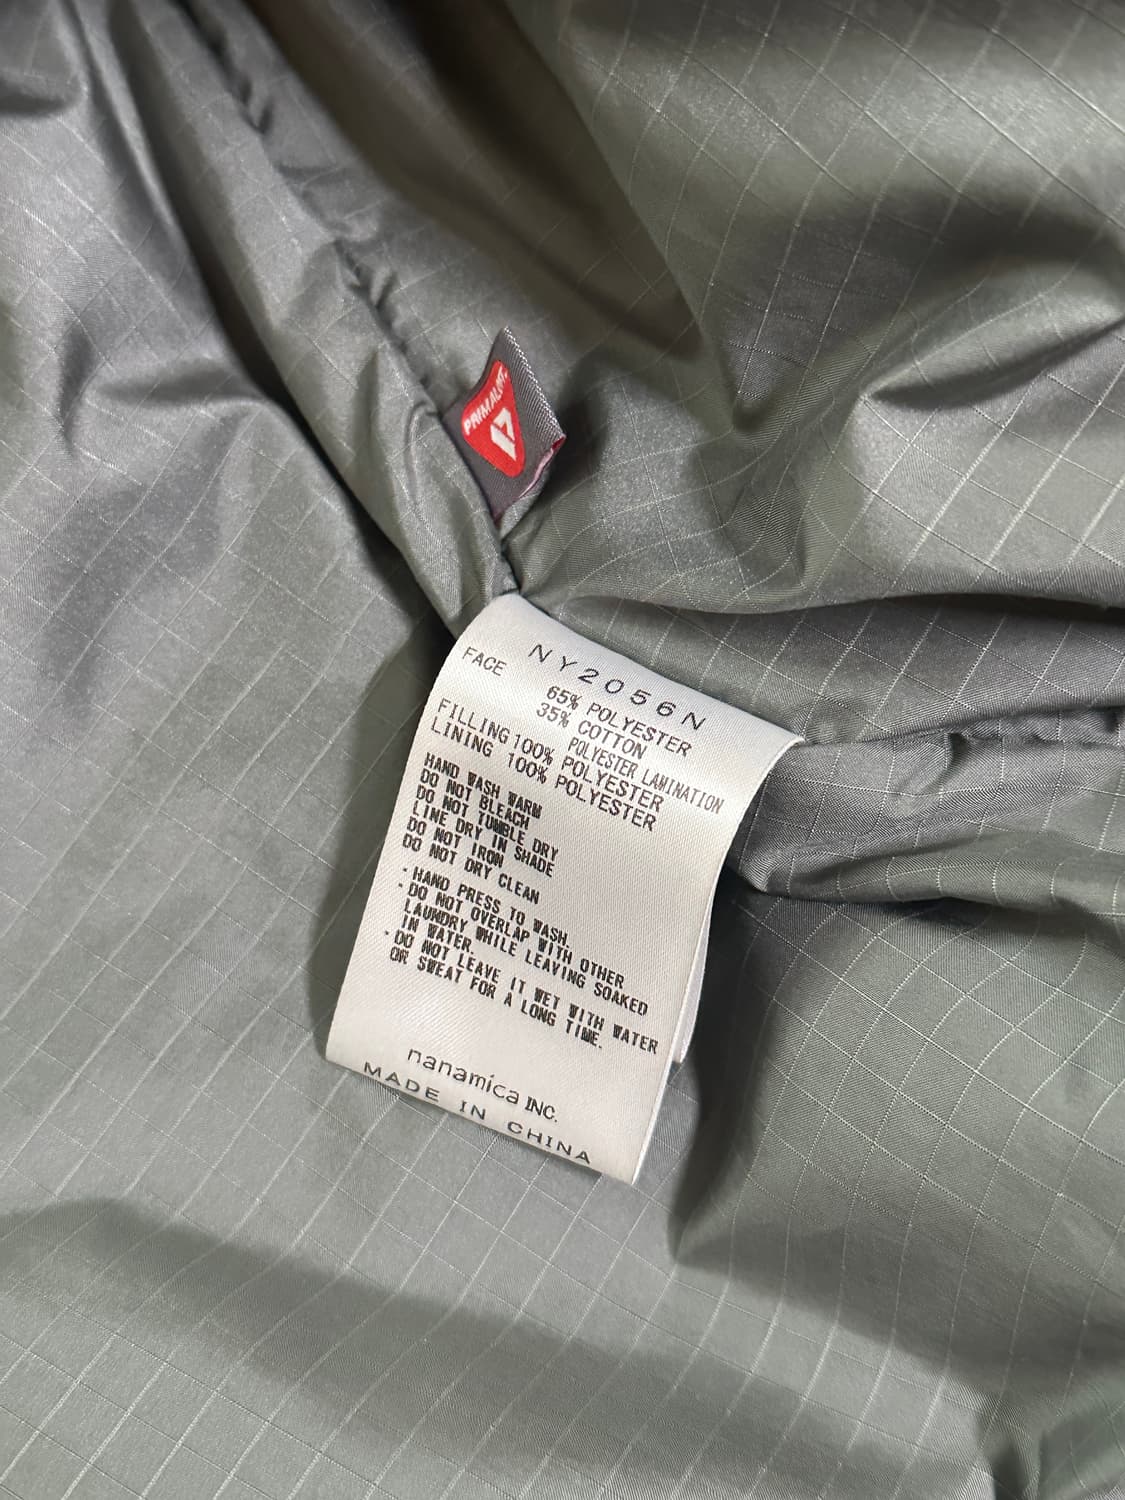 PRIMALOFT
NY2056N
FACE 65% POLYESTER
35% COTTON
POLYESTER LAMINATION
FILLING 100% POLYESTER
LINING 100% POLYESTER
HAND WASH WARM
DO NOT BLEACH
DO NOT TUMBLE DRY
LINE DRY IN SHADE
DO NOT IRON
DO NOT DRY CLEAN
・HAND PRESS TO WASH.
・DO NOT OVERLAP WITH OTHER
LAUNDRY WHILE LEAVING SOAKED
IN WATER.
・DO NOT LEAVE IT WET WITH WATER
OR SWEAT FOR A LONG TIME.
nanamica INC.
MADE IN CHINA